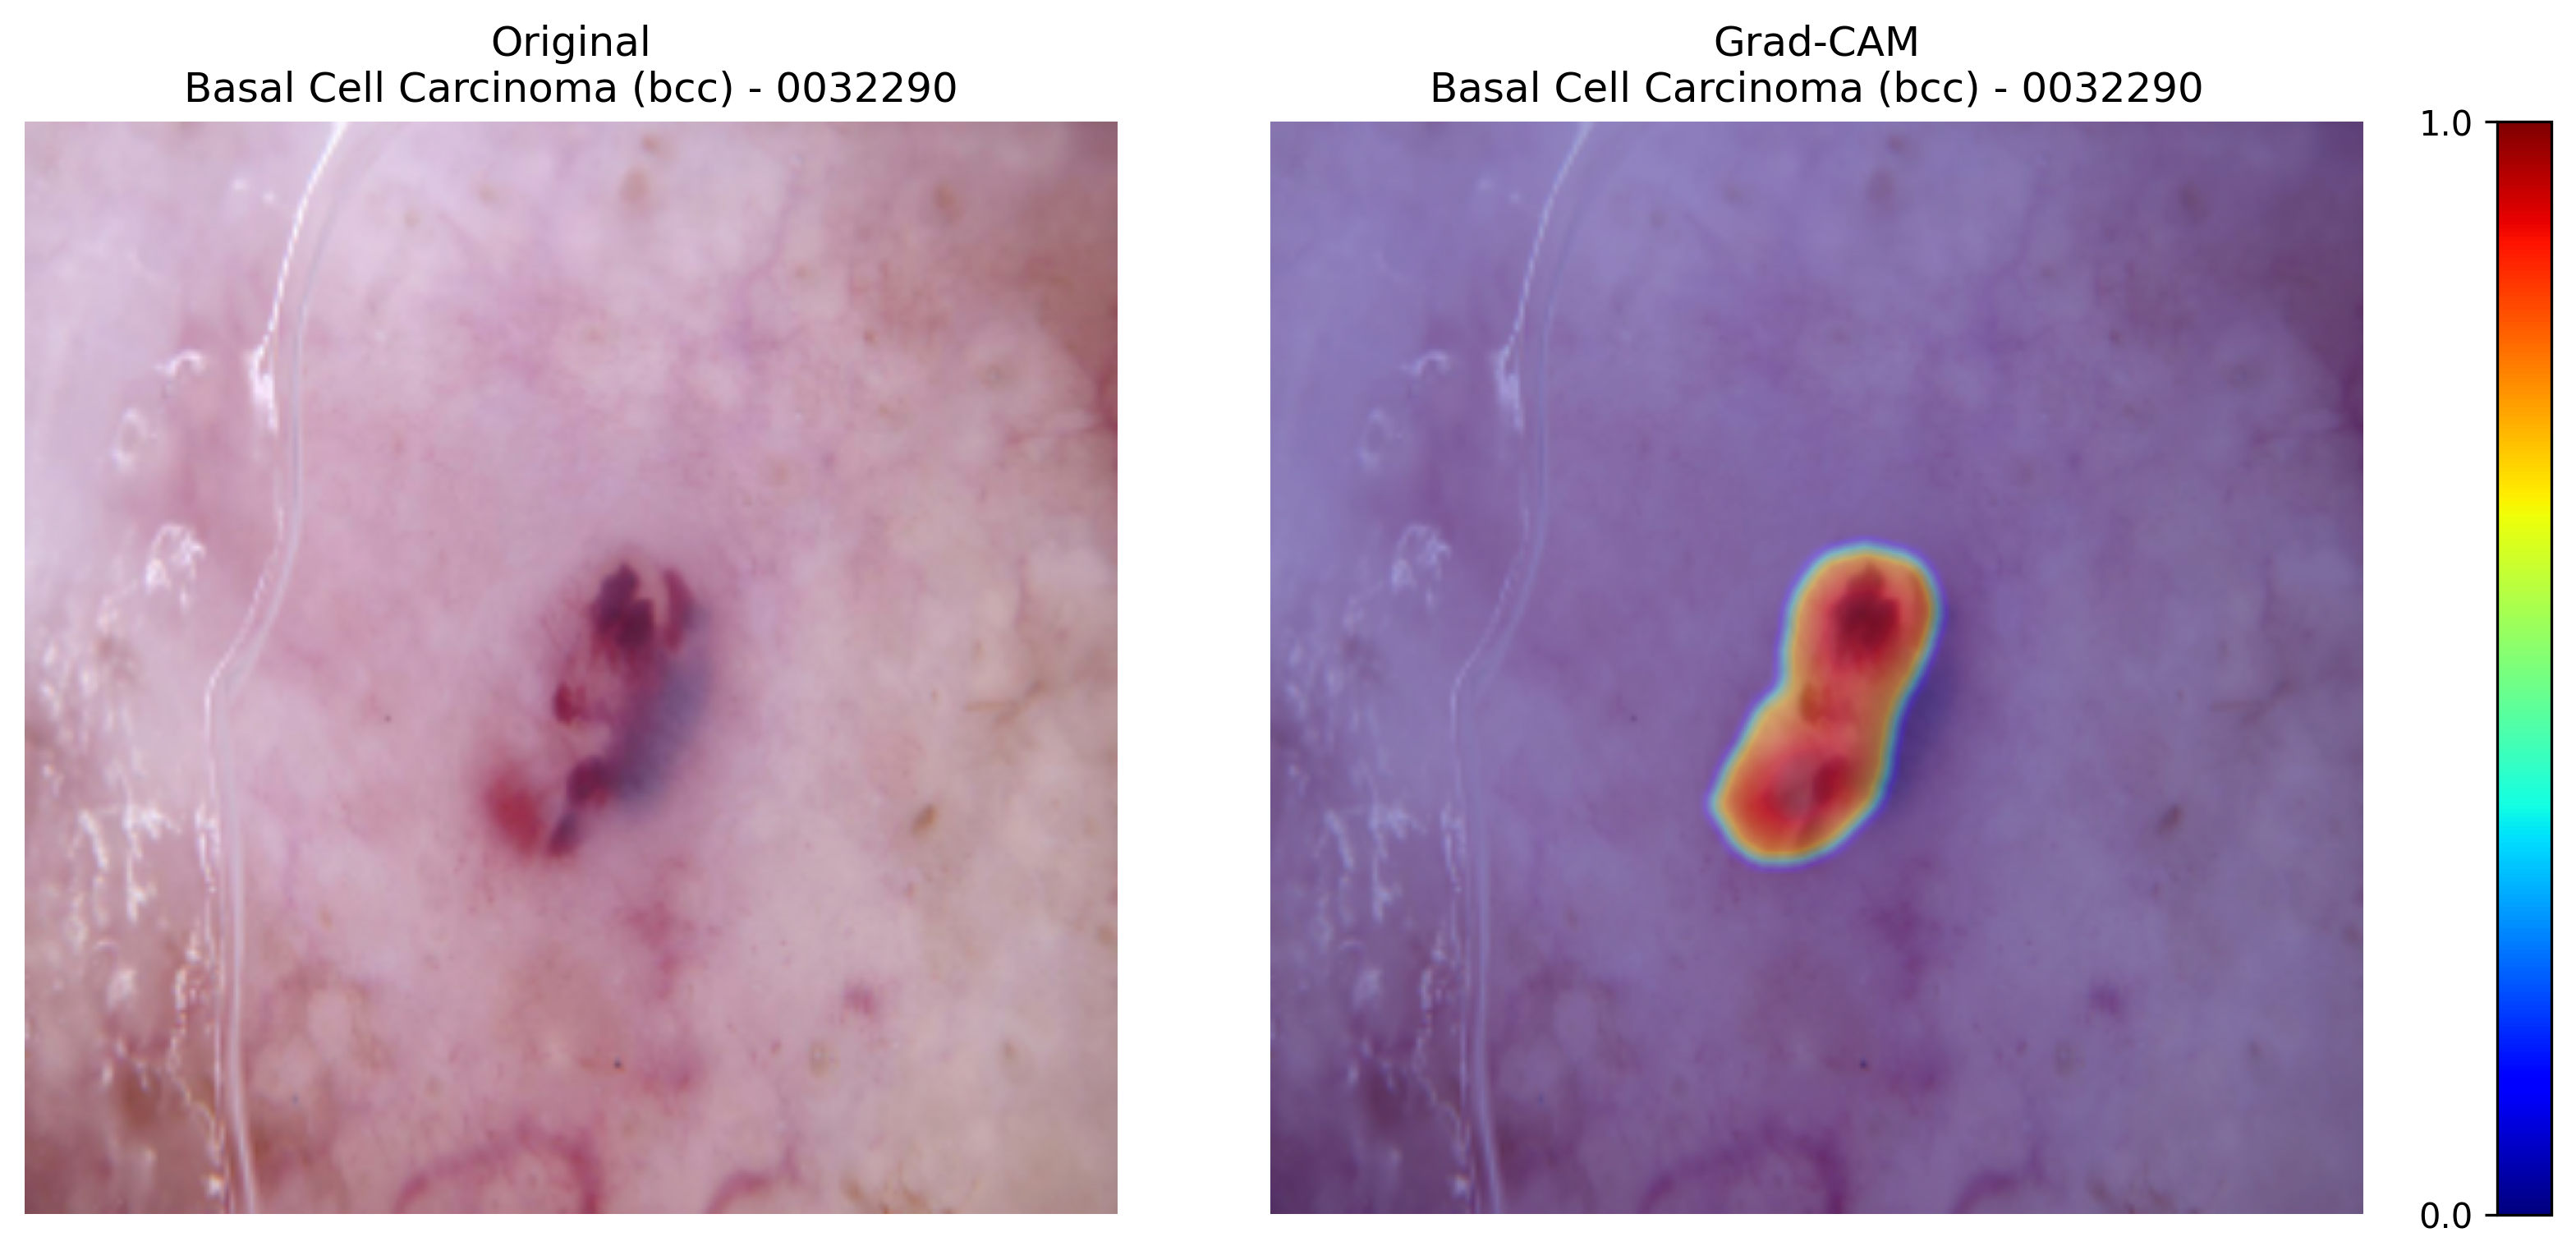 Original
Basal Cell Carcinoma (bcc) - 0032290
Grad-CAM
Basal Cell Carcinoma (bcc) - 0032290
1.0
0.0